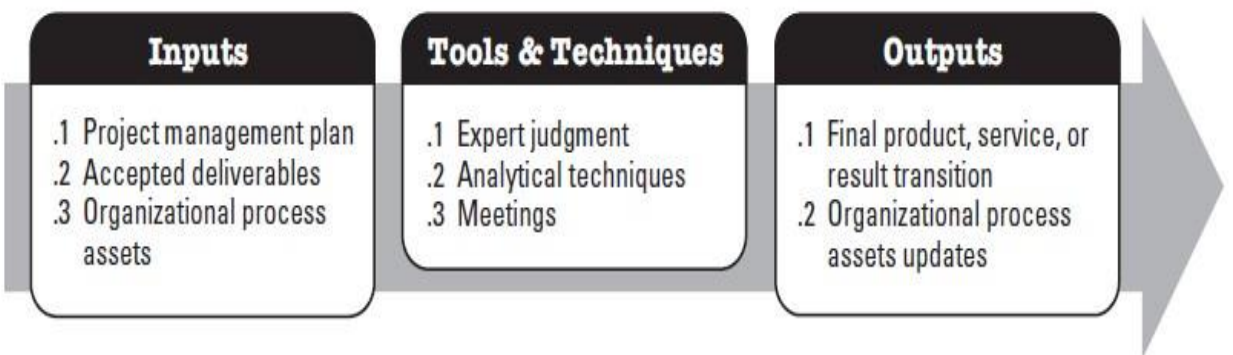 Inputs
.1 Project management plan
.2 Accepted deliverables
.3 Organizational process
assets
Tools & Techniques
.1 Expert judgment
.2 Analytical techniques
.3 Meetings
Outputs
.1 Final product, service, or
result transition
.2 Organizational process
assets updates